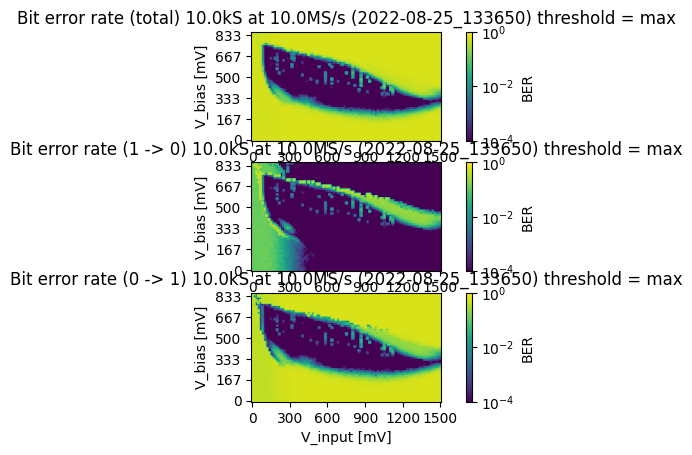 Bit error rate (total) 10.0kS at 10.0MS/s (2022-08-25_133650) threshold = max
833
667
500
333
167
0
V_bias [mV]
10^0
10^-2
10^-4
BER
0 300 600 900 1200 1500
Bit error rate (1 -> 0) 10.0kS at 10.0MS/s (2022-08-25_133650) threshold = max
833
667
500
333
167
0
V_bias [mV]
10^0
10^-2
10^-4
BER
0 300 600 900 1200 1500
Bit error rate (0 -> 1) 10.0kS at 10.0MS/s (2022-08-25_133650) threshold = max
833
667
500
333
167
0
V_bias [mV]
10^0
10^-2
10^-4
BER
0 300 600 900 1200 1500
V_input [mV]